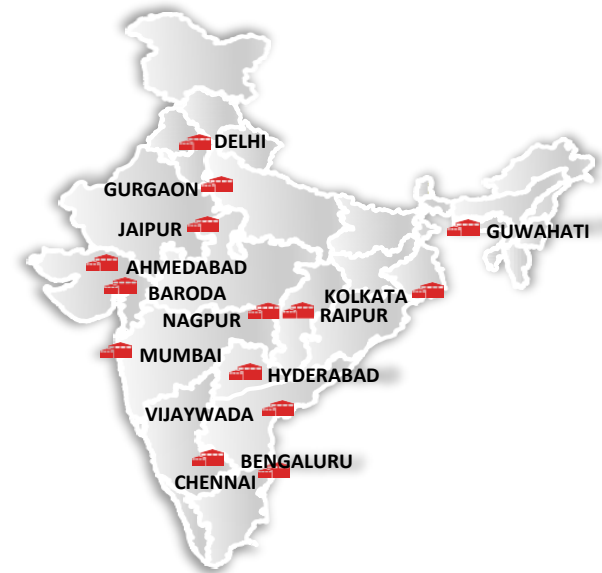 DELHI
GURGAON
JAIPUR
GUWAHATI
AHMEDABAD
BARODA
KOLKATA
NAGPUR
RAIPUR
MUMBAI
HYDERABAD
VIJAYWADA
BENGALURU
CHENNAI